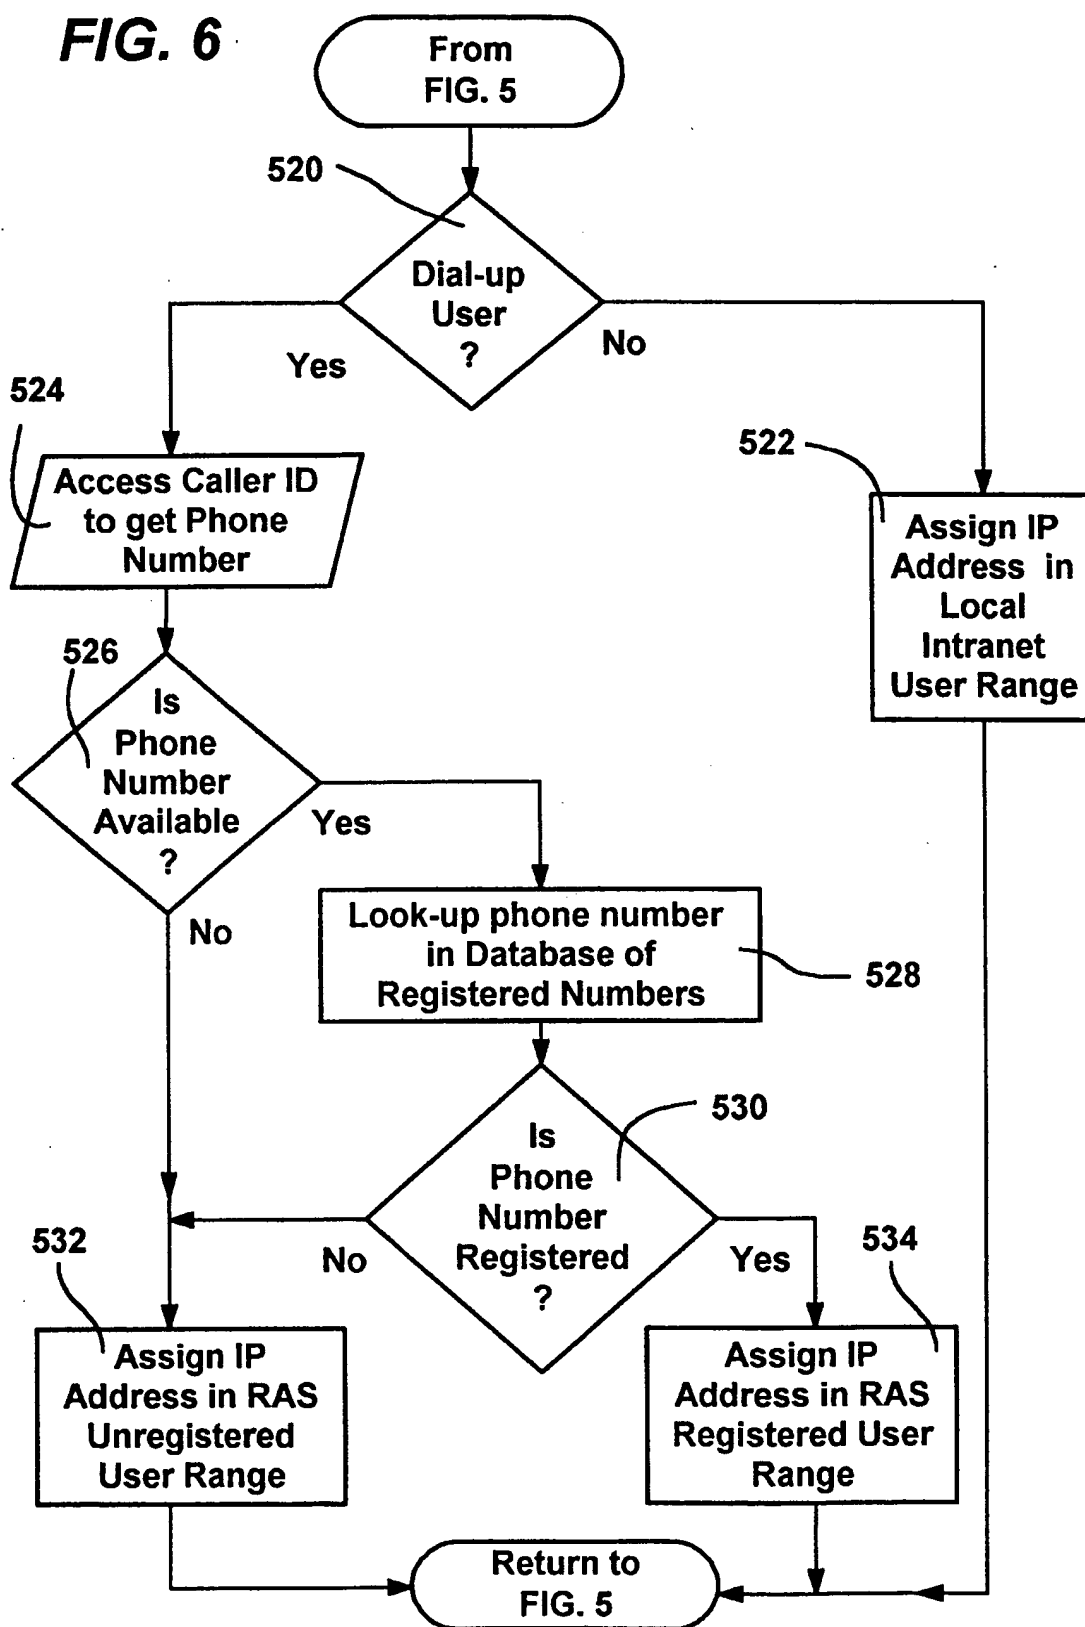 FIG. 6
From
FIG. 5
520
Dial-up
User
?
Yes
No
524
Access Caller ID
to get Phone
Number
522
Assign IP
Address in
Local
Intranet
User Range
526
Is
Phone
Number
Available
?
Yes
No
Look-up phone number
in Database of
Registered Numbers
528
530
Is
Phone
Number
Registered
?
No
Yes
532
Assign IP
Address in RAS
Unregistered
User Range
534
Assign IP
Address in RAS
Registered User
Range
Return to
FIG. 5